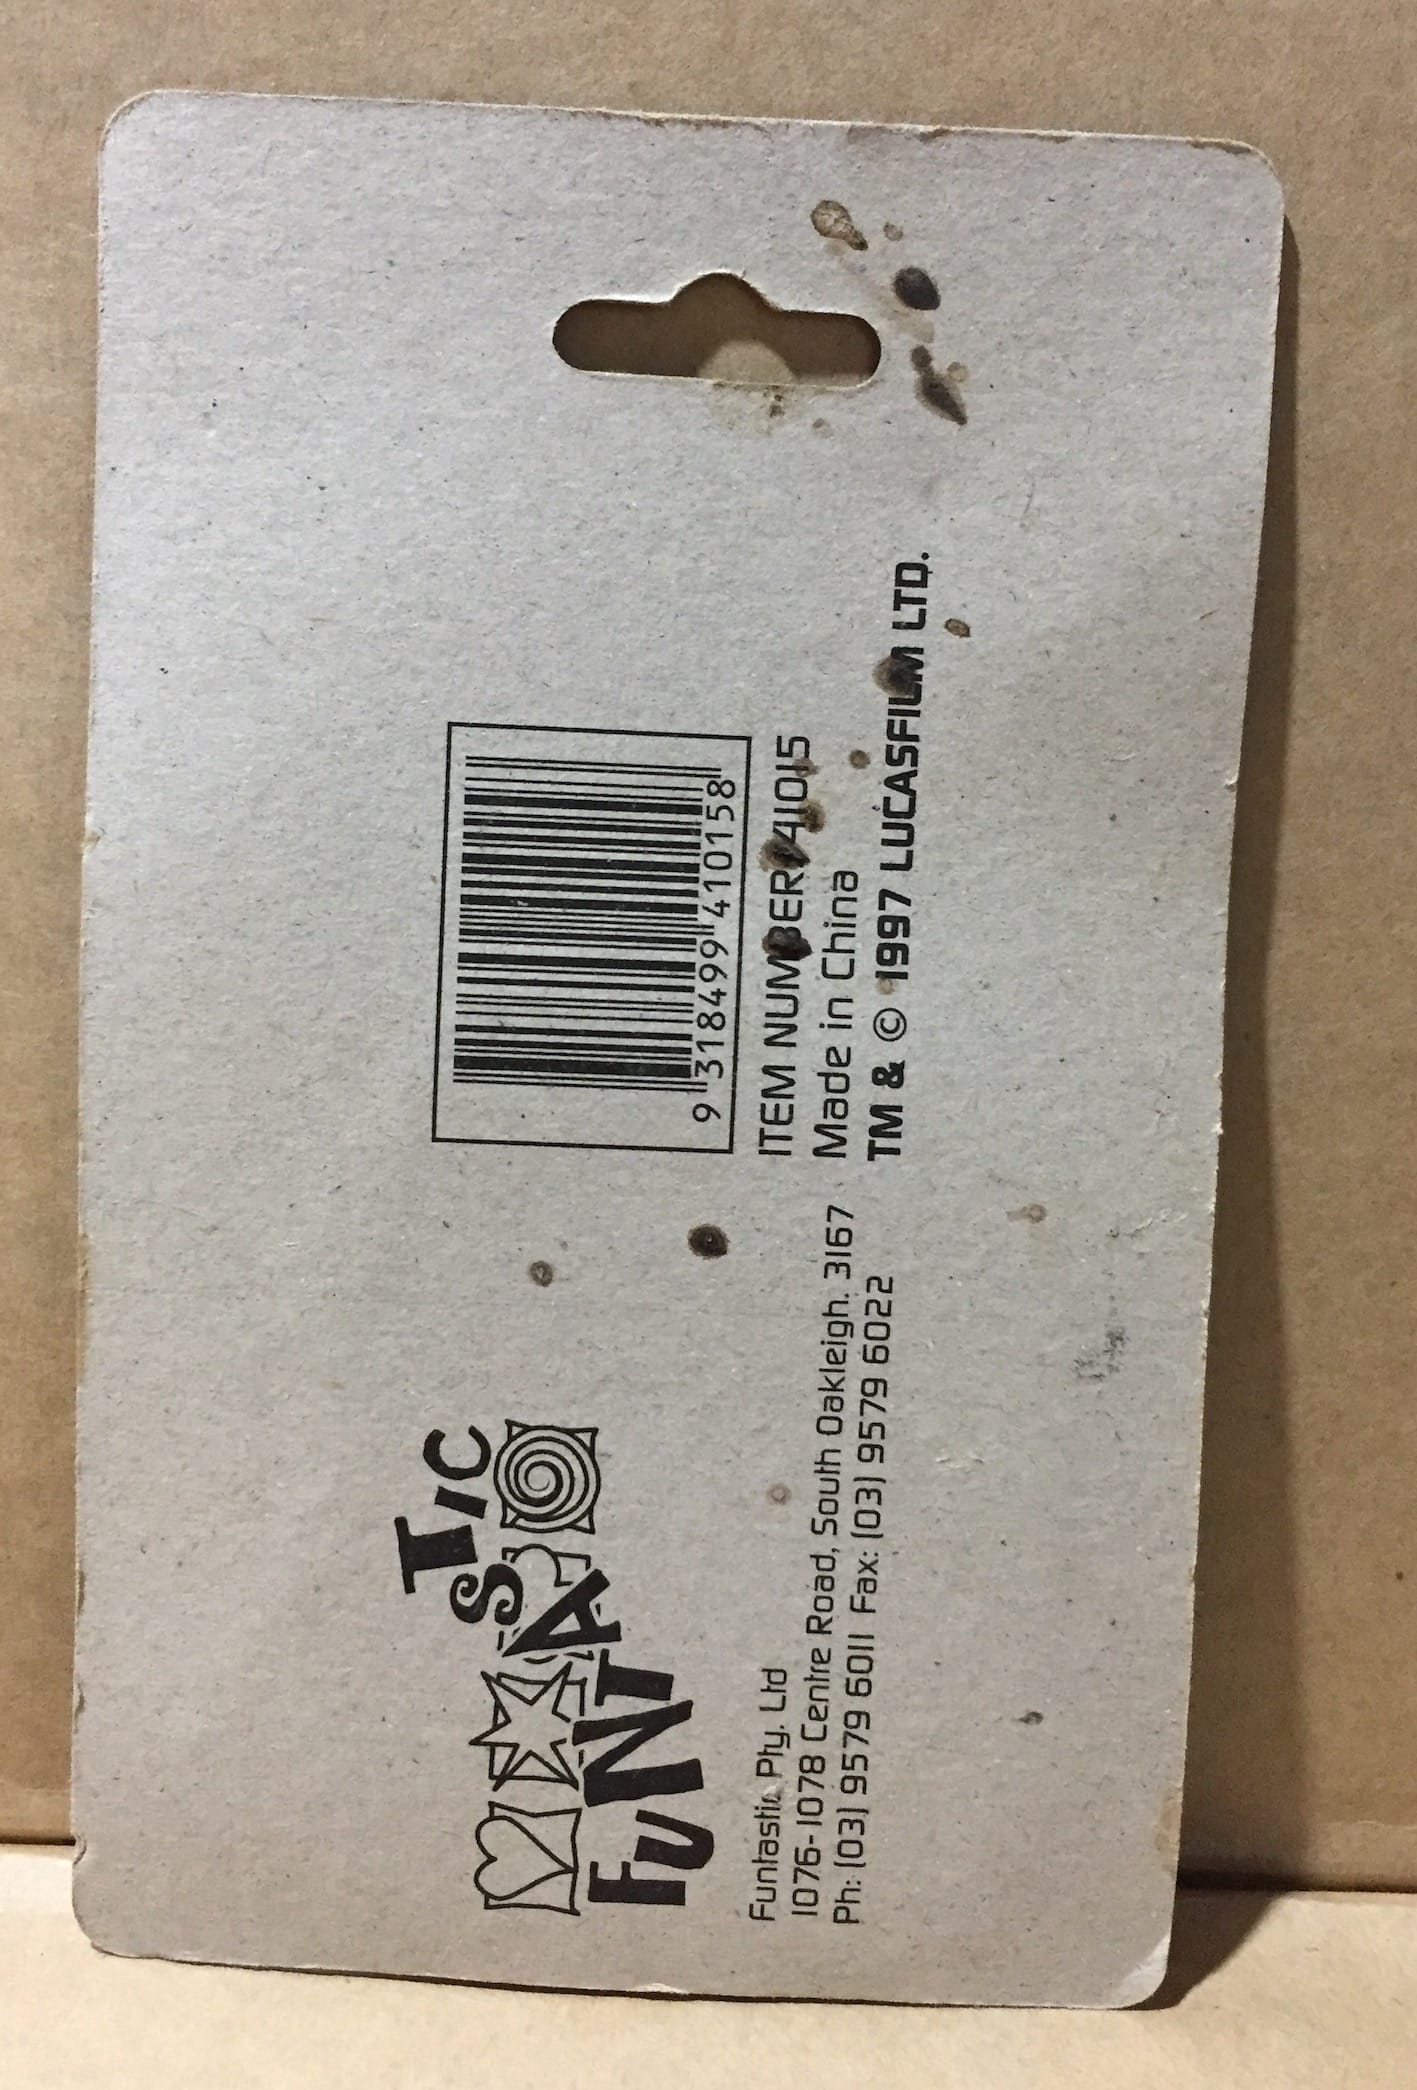 FUNTASTIC
Funtastic Pty. Ltd
1076-1078 Centre Road, South Oakleigh. 3167
Ph: (03) 9579 6011 Fax: (03) 9579 6022
9 318499 410158
ITEM NUMBER 41015
Made in China
TM & © 1997 LUCASFILM LTD.